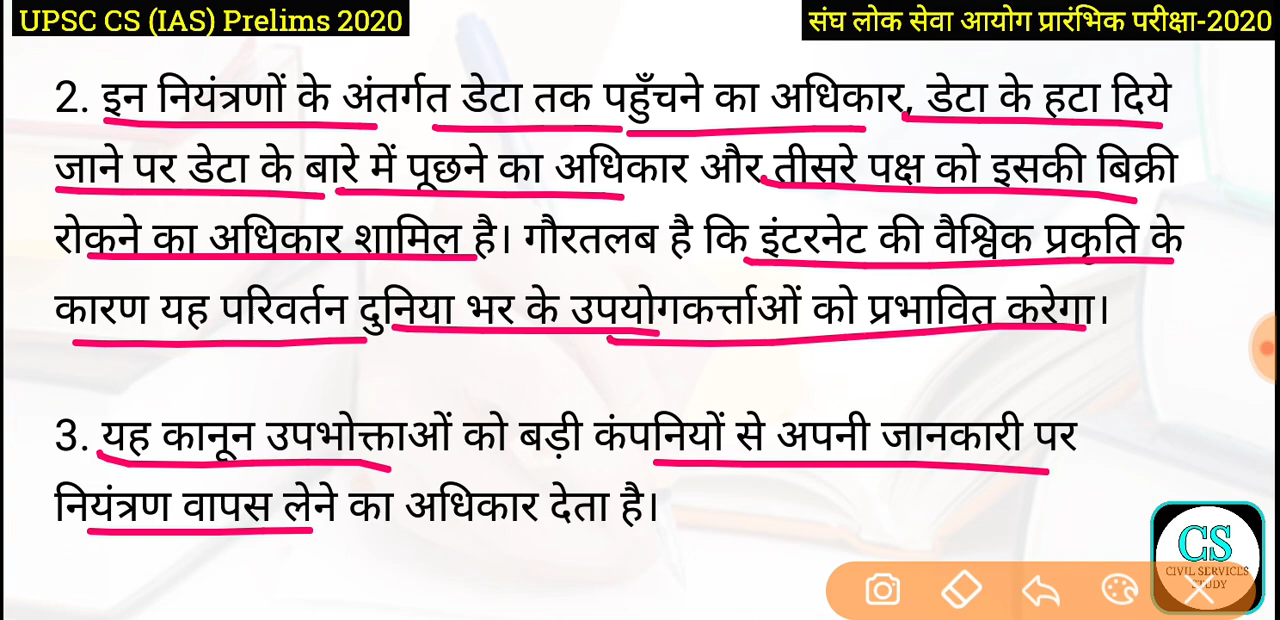 UPSC CS (IAS) Prelims 2020
संघ लोक सेवा आयोग प्रारंभिक परीक्षा-2020
2. इन नियंत्रणों के अंतर्गत डेटा तक पहुँचने का अधिकार, डेटा के हटा दिये
जाने पर डेटा के बारे में पूछने का अधिकार और तीसरे पक्ष को इसकी बिक्री
रोकने का अधिकार शामिल है। गौरतलब है कि इंटरनेट की वैश्विक प्रकृति के
कारण यह परिवर्तन दुनिया भर के उपयोगकर्त्ताओं को प्रभावित करेगा।
3. यह कानून उपभोक्ताओं को बड़ी कंपनियों से अपनी जानकारी पर
नियंत्रण वापस लेने का अधिकार देता है।
CS
CIVIL SERVICES
STUDY